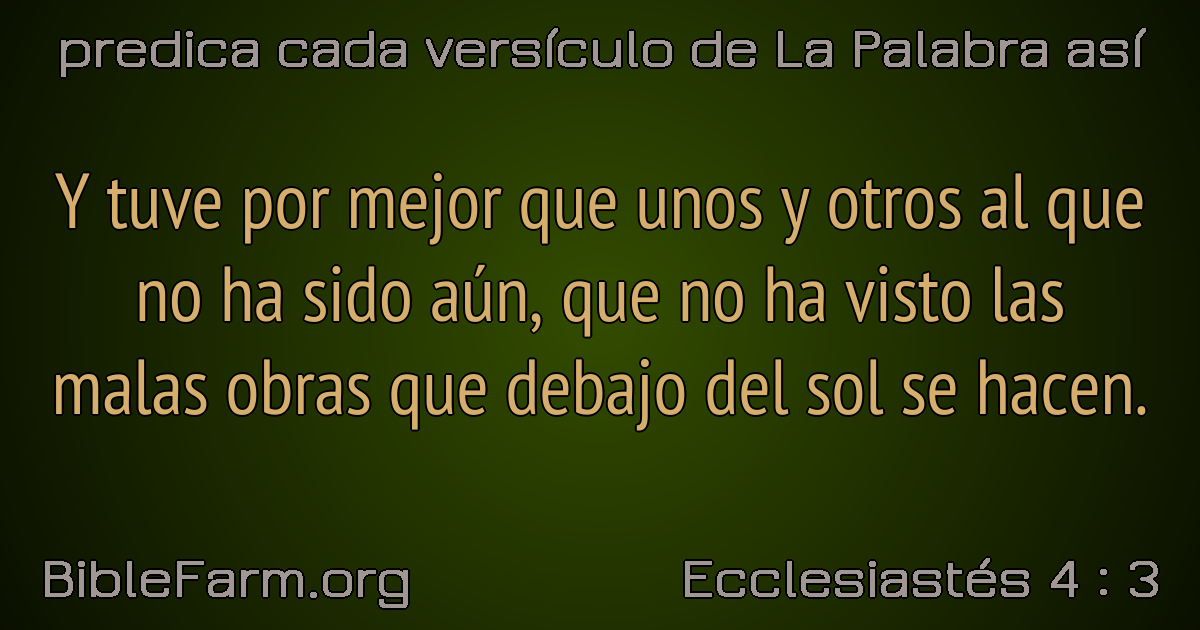 predica cada versículo de La Palabra así
Y tuve por mejor que unos y otros al que
no ha sido aún, que no ha visto las
malas obras que debajo del sol se hacen.
BibleFarm.org
Ecclesiastés 4 : 3